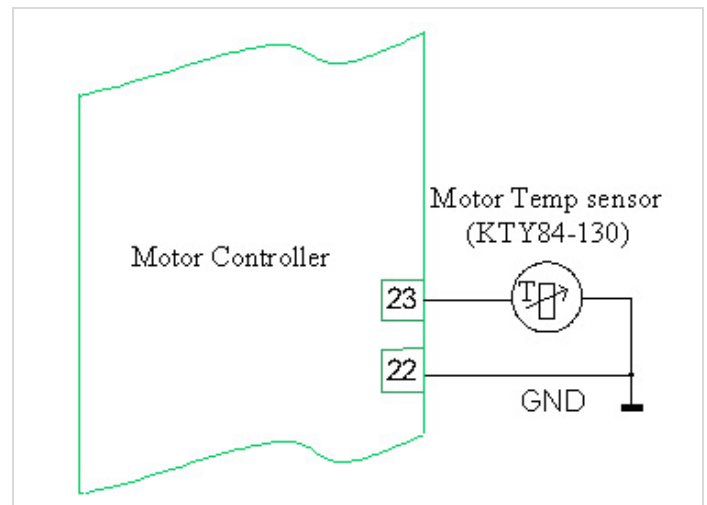 Motor Temp sensor
(KTY84-130)
Motor Controller
T
23
22
GND